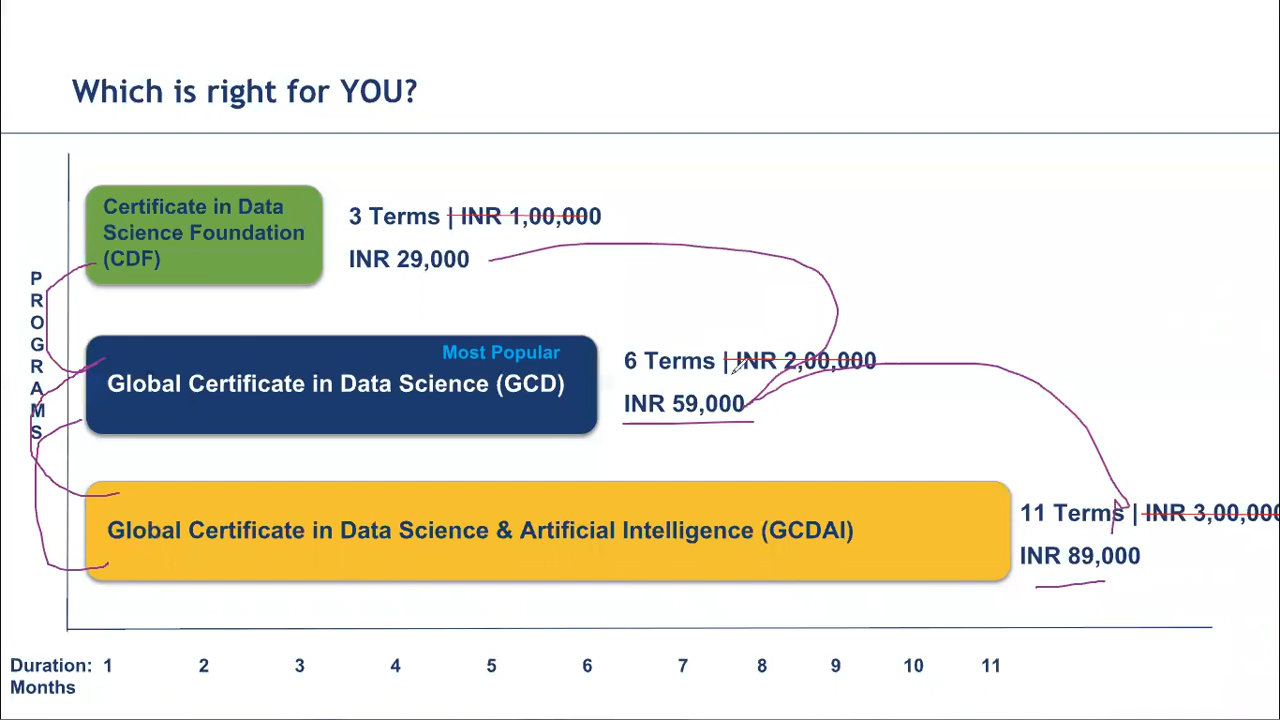 Which is right for YOU?
Certificate in Data
Science Foundation
(CDF)
3 Terms | INR 1,00,000
INR 29,000
PROGRAMS
Most Popular
Global Certificate in Data Science (GCD)
6 Terms | INR 2,00,000
INR 59,000
Global Certificate in Data Science & Artificial Intelligence (GCDAI)
11 Terms | INR 3,00,000
INR 89,000
Duration: 1 2 3 4 5 6 7 8 9 10 11
Months